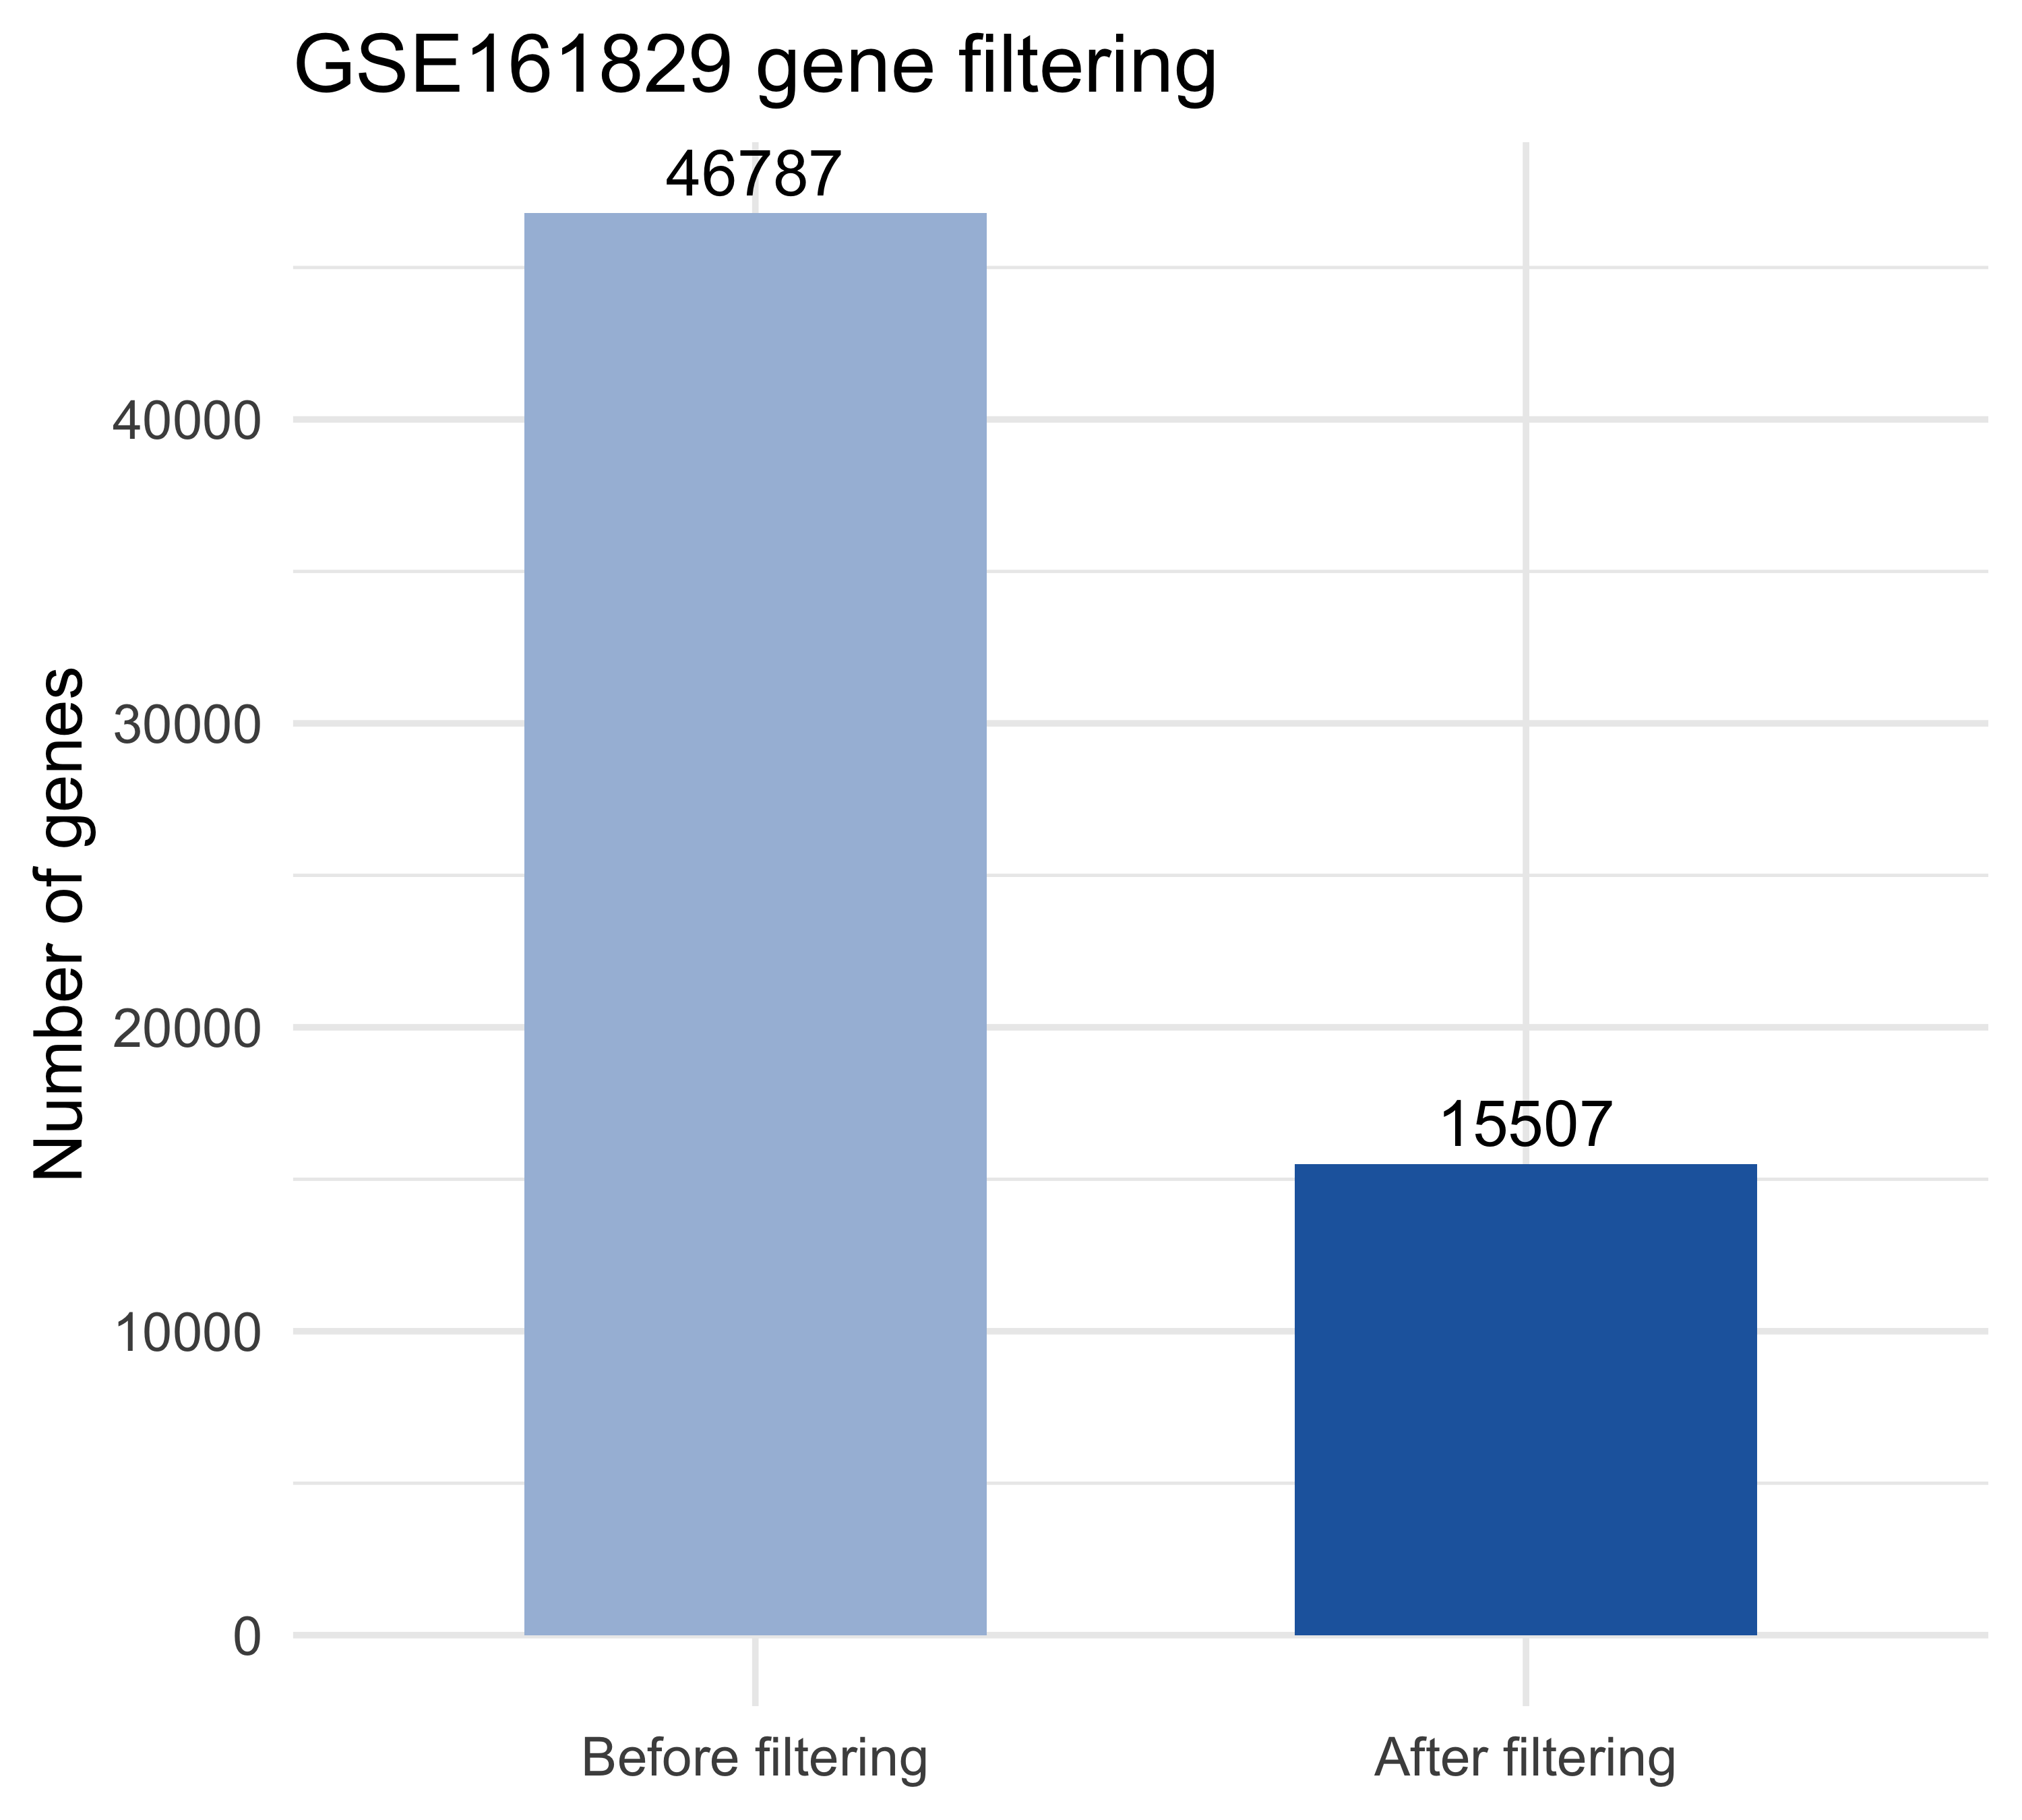 GSE161829 gene filtering
46787
40000
30000
20000
10000
0
Number of genes
15507
Before filtering
After filtering